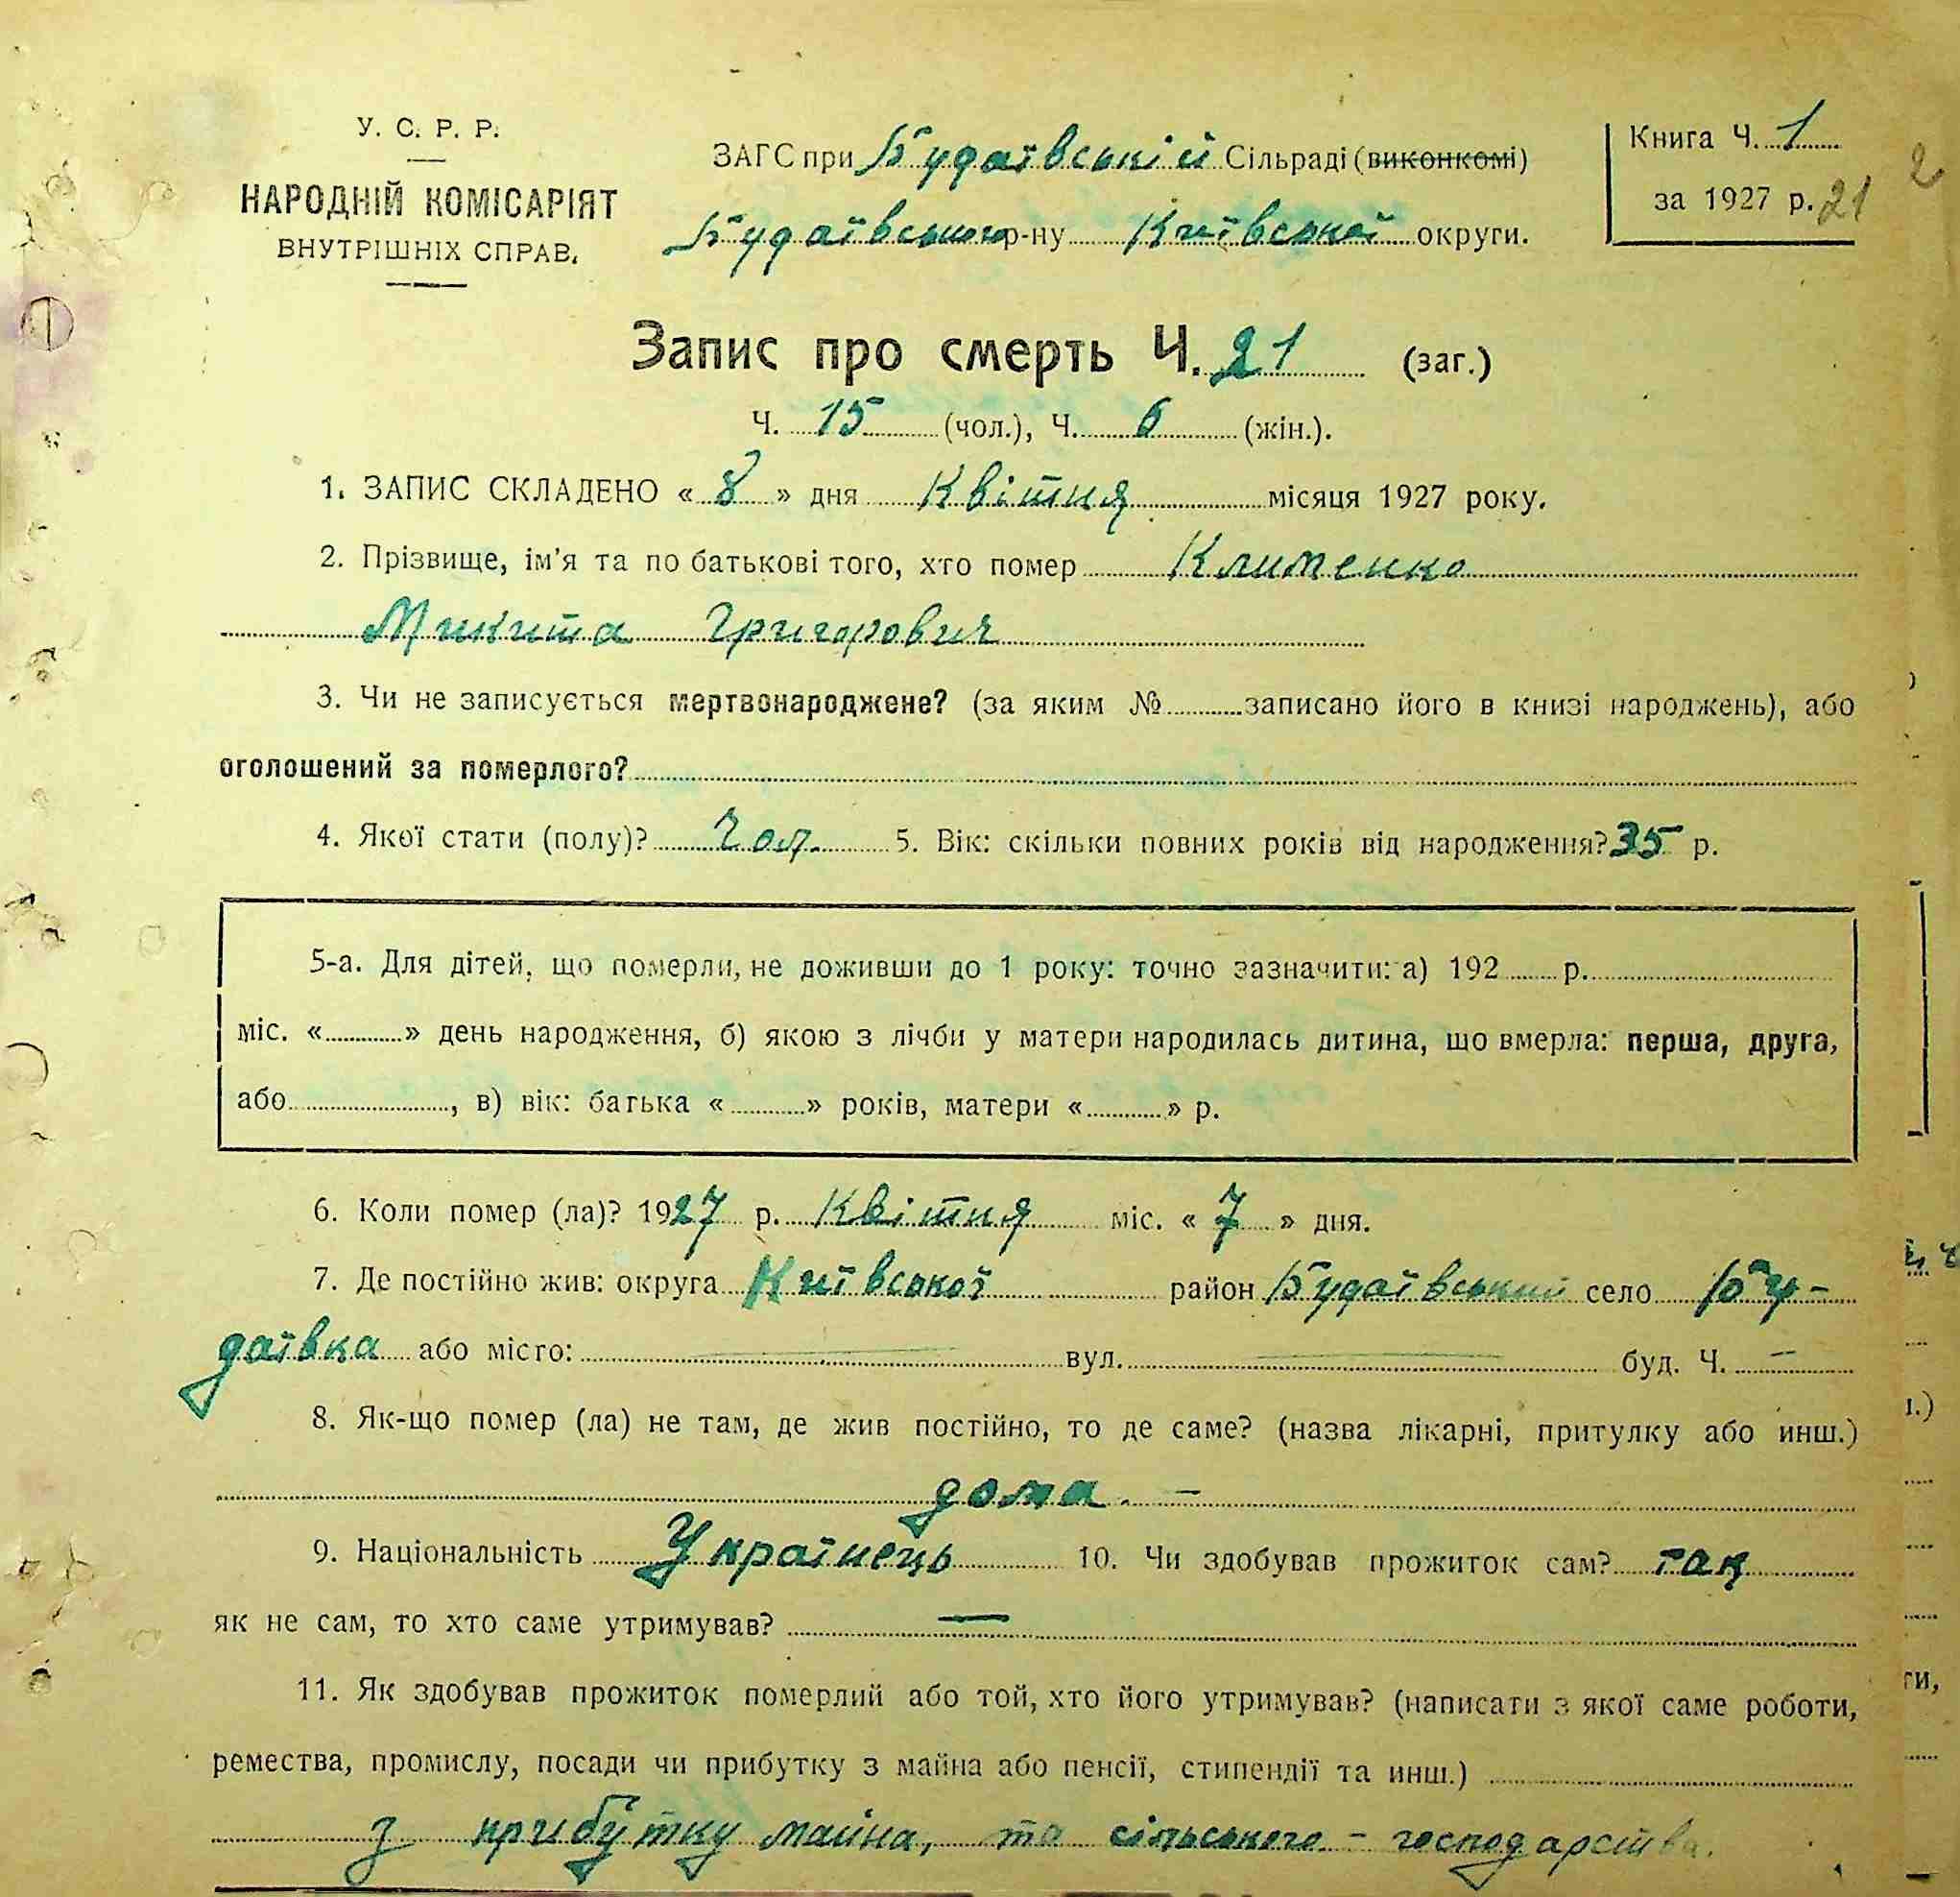 У. С. Р. Р.
НАРОДНІЙ КОМІСАРІЯТ
ВНУТРІШНІХ СПРАВ.
ЗАГС при Будаївській Сільраді (виконкомі)
Будаївського р-ну Київської округи.
Книга Ч. 1
за 1927 р. 21
2
Запис про смерть Ч. 21 (заг.)
Ч. 15 (чол.), Ч. 6 (жін.).
1. ЗАПИС СКЛАДЕНО « 8 » дня Квітня місяця 1927 року.
2. Прізвище, ім’я та по батькові того, хто помер Клименко
Микита Григорович
3. Чи не записується мертвонароджене? (за яким № записано його в книзі народжень), або
оголошений за померлого?
4. Якої стати (полу)? Чол. 5. Вік: скільки повних років від народження? 35 р.
5-а. Для дітей, що померли, не доживши до 1 року: точно зазначити: а) 192 р.
міс. « » день народження, б) якою з лічби у матери народилась дитина, що вмерла: перша, друга,
або , в) вік: батька « » років, матери « » р.
6. Коли помер (ла)? 1927 р. Квітня міс. « 7 » дня.
7. Де постійно жив: округа Київської район Будаївський село Бу-
даївка або місто: — вул. — буд. Ч. —
8. Як-що помер (ла) не там, де жив постійно, то де саме? (назва лікарні, притулку або инш.)
дома. —
9. Національність Українець 10. Чи здобував прожиток сам? так
як не сам, то хто саме утримував? —
11. Як здобував прожиток померлий або той, хто його утримував? (написати з якої саме роботи,
ремества, промислу, посади чи прибутку з майна або пенсії, стипендії та инш.)
з прибутку майна, та сільського - господарства.